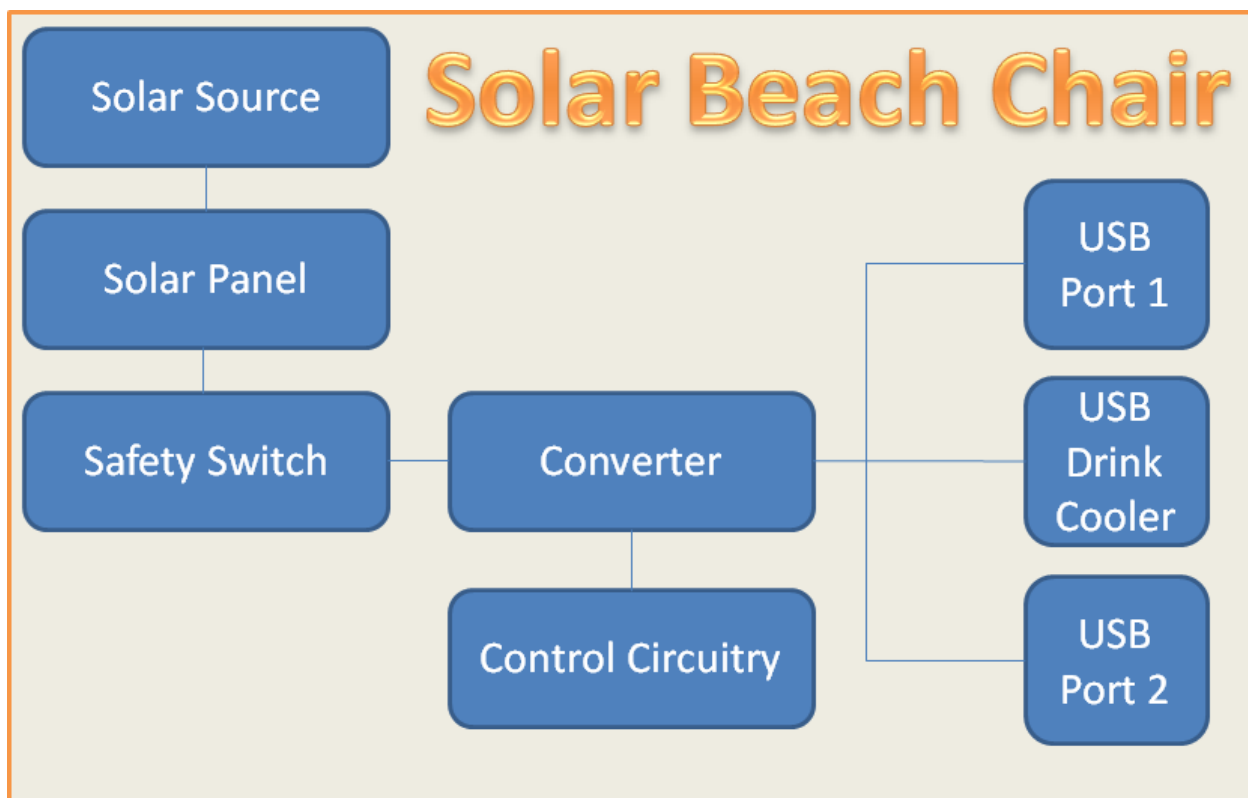 Solar Beach Chair
Solar Source
Solar Panel
Safety Switch
Converter
Control Circuitry
USB
Port 1
USB
Drink
Cooler
USB
Port 2